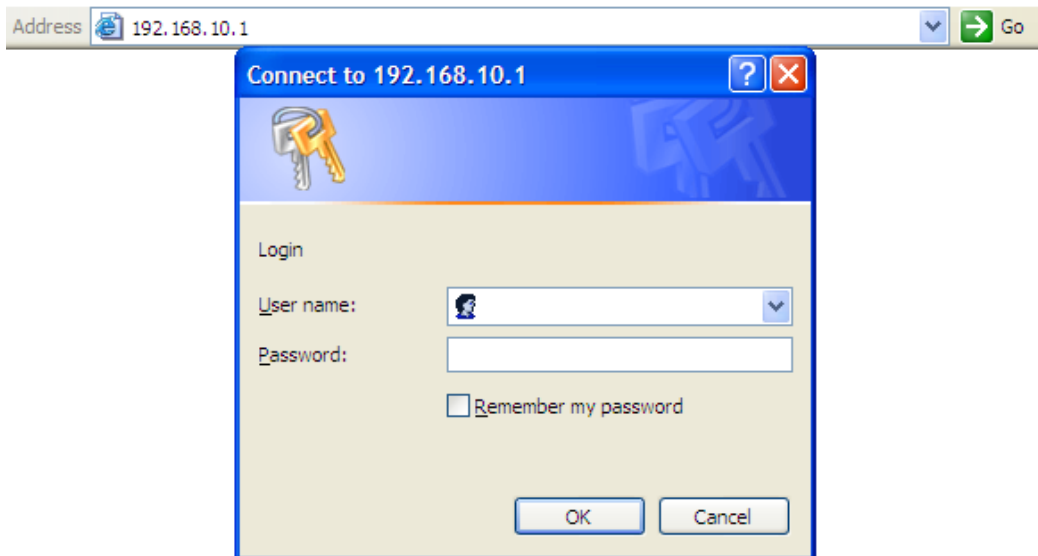 Address 192.168.10.1 Go
Connect to 192.168.10.1
Login
User name:
Password:
Remember my password
OK Cancel